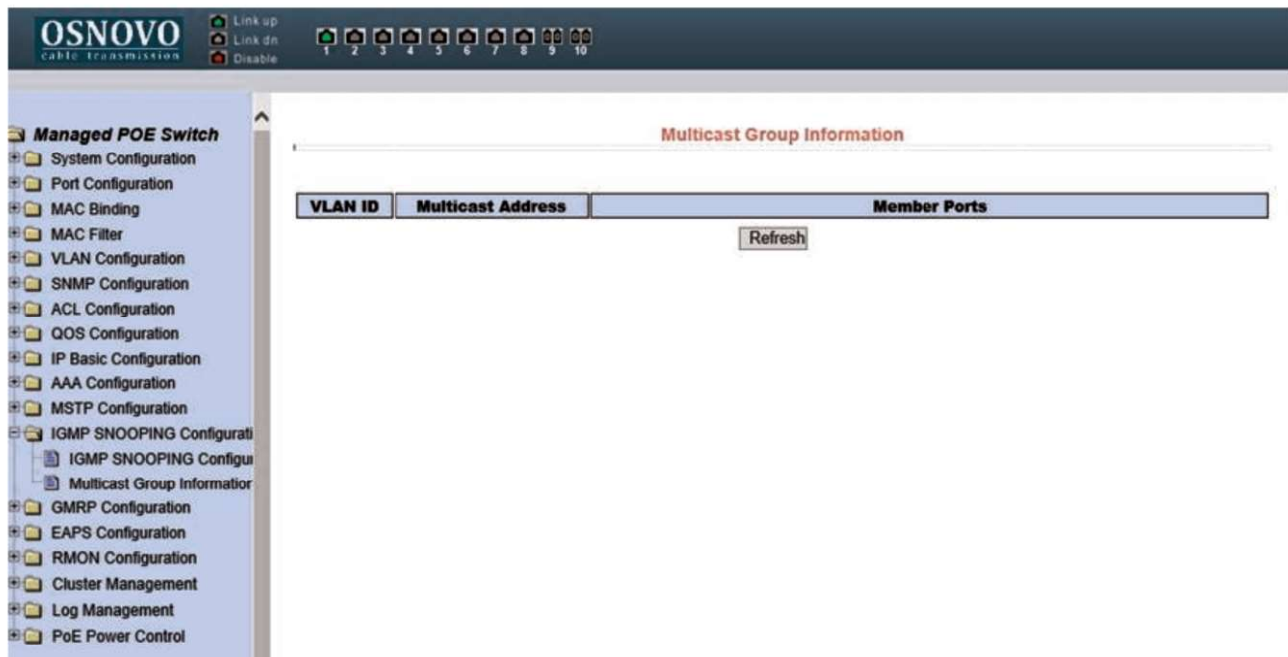 OSNOVO
cable transmission
Link up
Link dn
Disable
1 2 3 4 5 6 7 8 9 10
Managed POE Switch
System Configuration
Port Configuration
MAC Binding
MAC Filter
VLAN Configuration
SNMP Configuration
ACL Configuration
QOS Configuration
IP Basic Configuration
AAA Configuration
MSTP Configuration
IGMP SNOOPING Configurati
IGMP SNOOPING Configu
Multicast Group Information
GMRP Configuration
EAPS Configuration
RMON Configuration
Cluster Management
Log Management
PoE Power Control
Multicast Group Information
VLAN ID Multicast Address Member Ports
Refresh